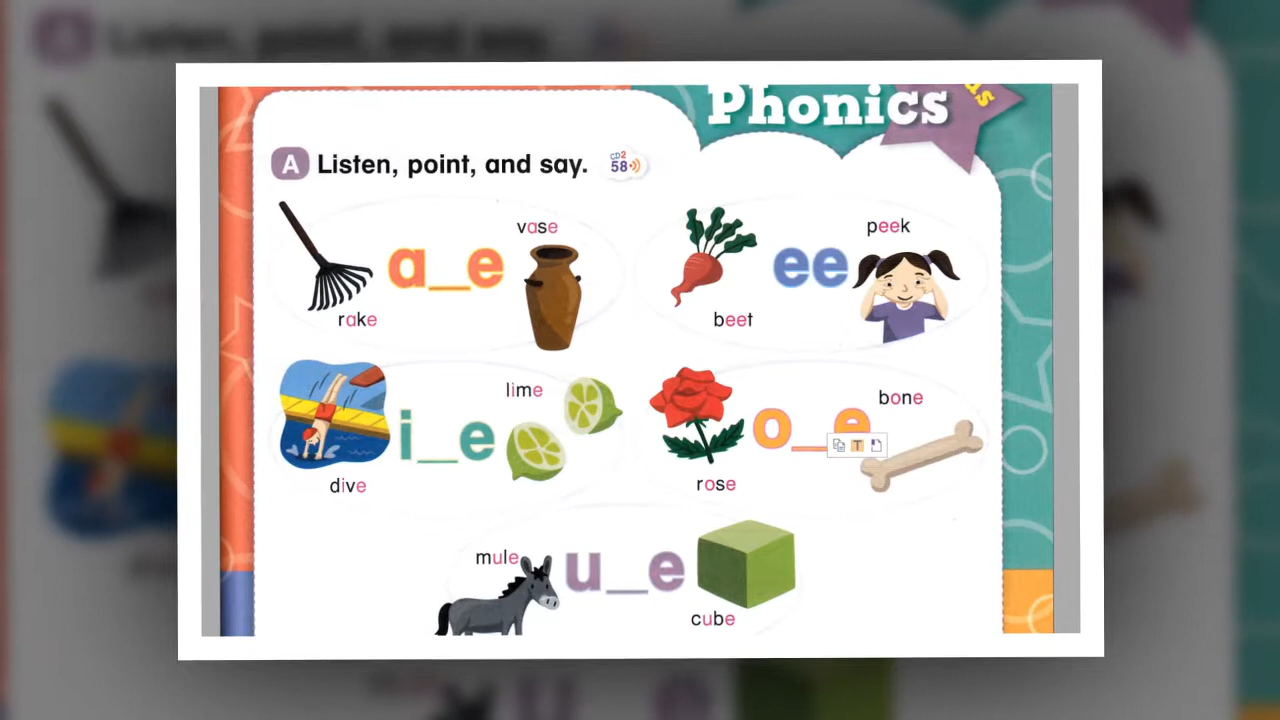 Phonics
A Listen, point, and say. CD2 58
rake
a_e
vase
beet
ee
peek
dive
i_e
lime
rose
o_e
bone
mule
u_e
cube